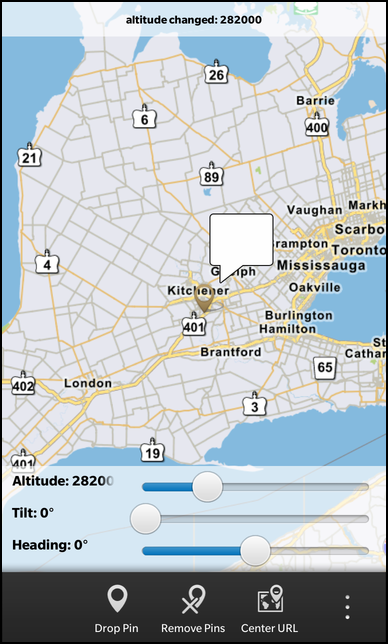 altitude changed: 282000
26
Barrie
6
400
21
89
Vaughan
Markh
Scarbo
4
Brampton
Toronto
Mississauga
Guelph
Kitchener
Oakville
401
Burlington
Hamilton
St
Cathar
Brantford
65
402
London
3
19
401
Altitude: 28200
Tilt: 0°
Heading: 0°
Drop Pin
Remove Pins
Center URL